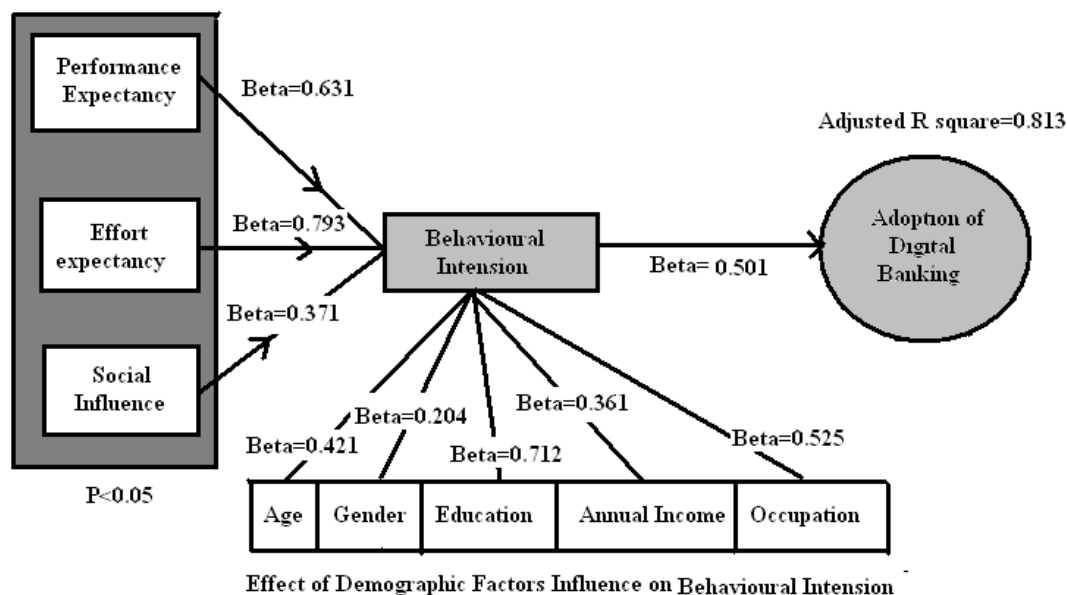 Performance
Expectancy
Beta=0.631
Adjusted R square=0.813
Effort
expectancy
Beta=0.793
Behavioural
Intension
Beta= 0.501
Adoption of
Digital
Banking
Beta=0.371
Social
Influence
Beta=0.421
Beta=0.204
Beta=0.712
Beta=0.361
Beta=0.525
P<0.05
Age
Gender
Education
Annual Income
Occupation
Effect of Demographic Factors Influence on Behavioural Intension